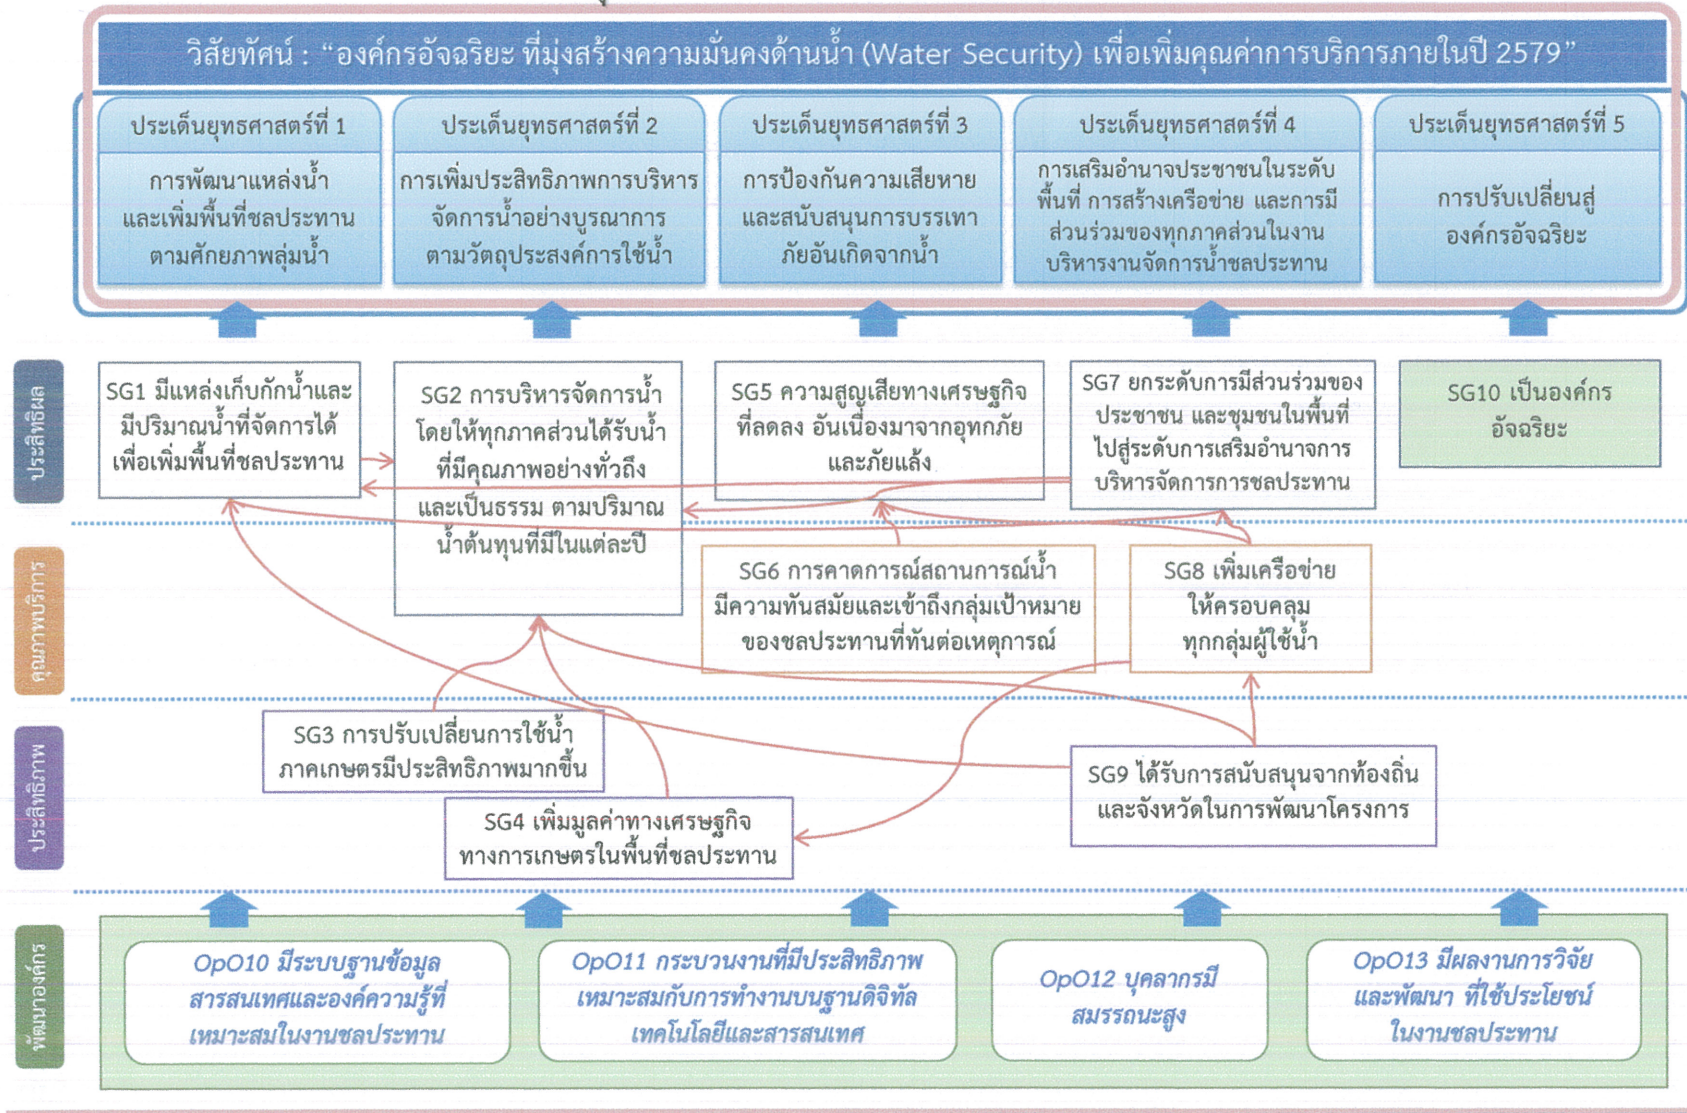 วิสัยทัศน์ : “องค์กรอัจฉริยะ ที่มุ่งสร้างความมั่นคงด้านน้ำ (Water Security) เพื่อเพิ่มคุณค่าการบริการภายในปี 2579”
ประเด็นยุทธศาสตร์ที่ 1
การพัฒนาแหล่งน้ำ
และเพิ่มพื้นที่ชลประทาน
ตามศักยภาพลุ่มน้ำ
ประเด็นยุทธศาสตร์ที่ 2
การเพิ่มประสิทธิภาพการบริหาร
จัดการน้ำอย่างบูรณาการ
ตามวัตถุประสงค์การใช้น้ำ
ประเด็นยุทธศาสตร์ที่ 3
การป้องกันความเสียหาย
และสนับสนุนการบรรเทา
ภัยอันเกิดจากน้ำ
ประเด็นยุทธศาสตร์ที่ 4
การเสริมอำนาจประชาชนในระดับ
พื้นที่ การสร้างเครือข่าย และการมี
ส่วนร่วมของทุกภาคส่วนในงาน
บริหารงานจัดการน้ำชลประทาน
ประเด็นยุทธศาสตร์ที่ 5
การปรับเปลี่ยนสู่
องค์กรอัจฉริยะ
ประสิทธิผล
SG1 มีแหล่งเก็บกักน้ำและ
มีปริมาณน้ำที่จัดการได้
เพื่อเพิ่มพื้นที่ชลประทาน
SG2 การบริหารจัดการน้ำ
โดยให้ทุกภาคส่วนได้รับน้ำ
ที่มีคุณภาพอย่างทั่วถึง
และเป็นธรรม ตามปริมาณ
น้ำต้นทุนที่มีในแต่ละปี
SG5 ความสูญเสียทางเศรษฐกิจ
ที่ลดลง อันเนื่องมาจากอุทกภัย
และภัยแล้ง
SG7 ยกระดับการมีส่วนร่วมของ
ประชาชน และชุมชนในพื้นที่
ไปสู่ระดับการเสริมอำนาจการ
บริหารจัดการการชลประทาน
SG10 เป็นองค์กร
อัจฉริยะ
คุณภาพบริการ
SG6 การคาดการณ์สถานการณ์น้ำ
มีความทันสมัยและเข้าถึงกลุ่มเป้าหมาย
ของชลประทานที่ทันต่อเหตุการณ์
SG8 เพิ่มเครือข่าย
ให้ครอบคลุม
ทุกกลุ่มผู้ใช้น้ำ
ประสิทธิภาพ
SG3 การปรับเปลี่ยนการใช้น้ำ
ภาคเกษตรมีประสิทธิภาพมากขึ้น
SG4 เพิ่มมูลค่าทางเศรษฐกิจ
ทางการเกษตรในพื้นที่ชลประทาน
SG9 ได้รับการสนับสนุนจากท้องถิ่น
และจังหวัดในการพัฒนาโครงการ
พัฒนาองค์กร
OpO10 มีระบบฐานข้อมูล
สารสนเทศและองค์ความรู้ที่
เหมาะสมในงานชลประทาน
OpO11 กระบวนงานที่มีประสิทธิภาพ
เหมาะสมกับการทำงานบนฐานดิจิทัล
เทคโนโลยีและสารสนเทศ
OpO12 บุคลากรมี
สมรรถนะสูง
OpO13 มีผลงานการวิจัย
และพัฒนา ที่ใช้ประโยชน์
ในงานชลประทาน